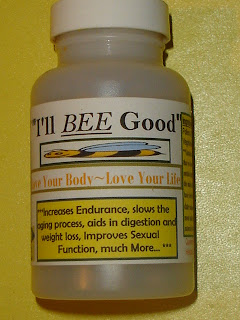 "I'll BEE Good"
Love Your Body~Love Your Life
***Increases Endurance, slows the
aging process, aids in digestion and
weight loss, Improves Sexual
Function, much More... ***